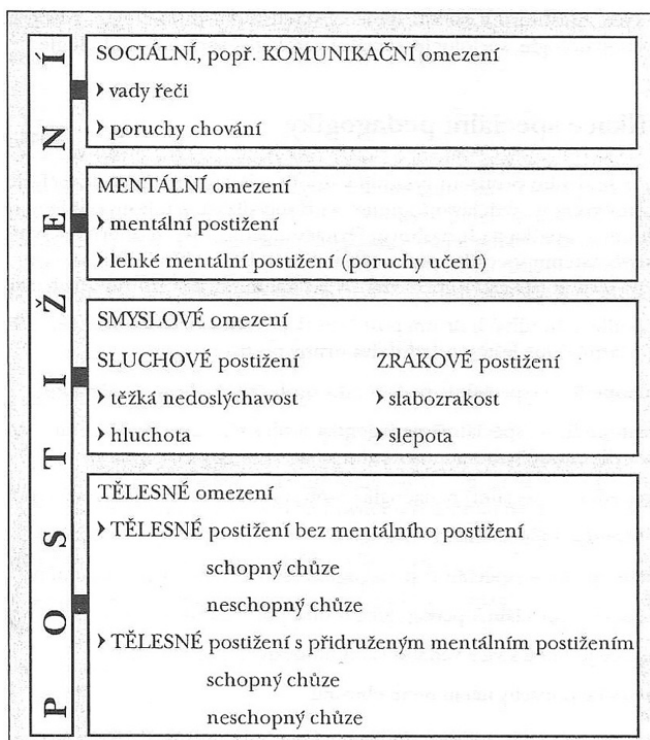 POSTIŽENÍ
SOCIÁLNÍ, popř. KOMUNIKAČNÍ omezení
vady řeči
poruchy chování
MENTÁLNÍ omezení
mentální postižení
lehké mentální postižení (poruchy učení)
SMYSLOVÉ omezení
SLUCHOVÉ postižení
těžká nedoslýchavost
hluchota
ZRAKOVÉ postižení
slabozrakost
slepota
TĚLESNÉ omezení
TĚLESNÉ postižení bez mentálního postižení
schopný chůze
neschopný chůze
TĚLESNÉ postižení s přidruženým mentálním postižením
schopný chůze
neschopný chůze